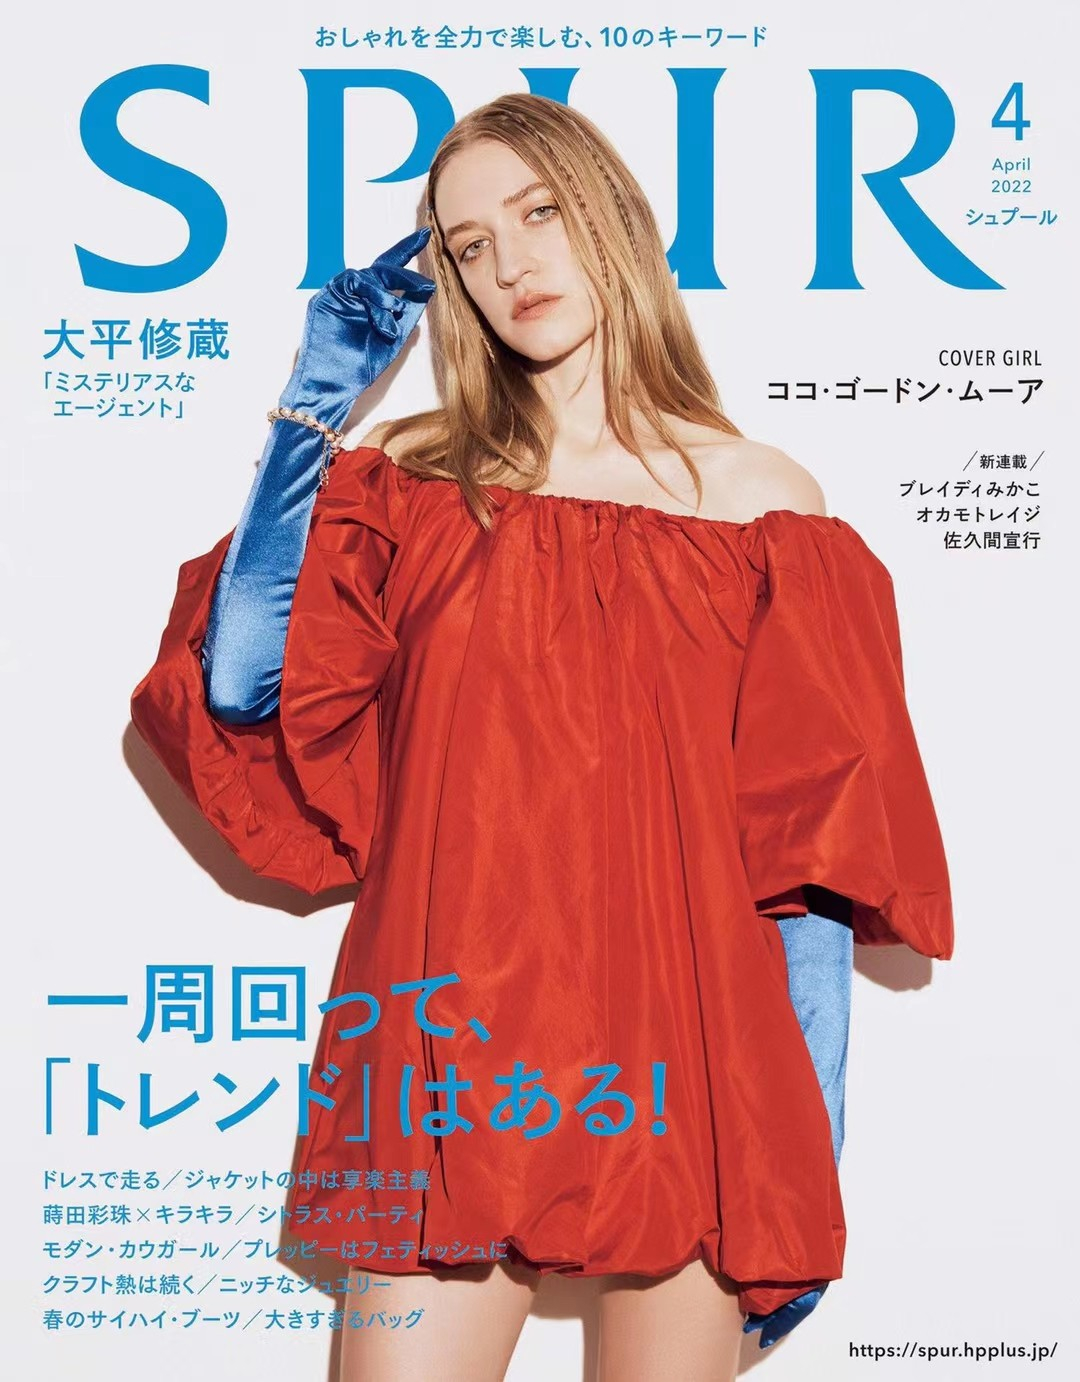 おしゃれを全力で楽しむ、10のキーワード
SPUR
4
April
2022
シュプール
大平修蔵
「ミステリアスな
エージェント」
COVER GIRL
ココ・ゴードン・ムーア
／新連載／
ブレイディみかこ
オカモトレイジ
佐久間宣行
一周回って、
「トレンド」はある!
ドレスで走る／ジャケットの中は享楽主義
蒔田彩珠×キラキラ／シトラス・パーティ
モダン・カウガール／プレッピーはフェティッシュに
クラフト熱は続く／ニッチなジュエリー
春のサイハイ・ブーツ／大きすぎるバッグ
https://spur.hpplus.jp/